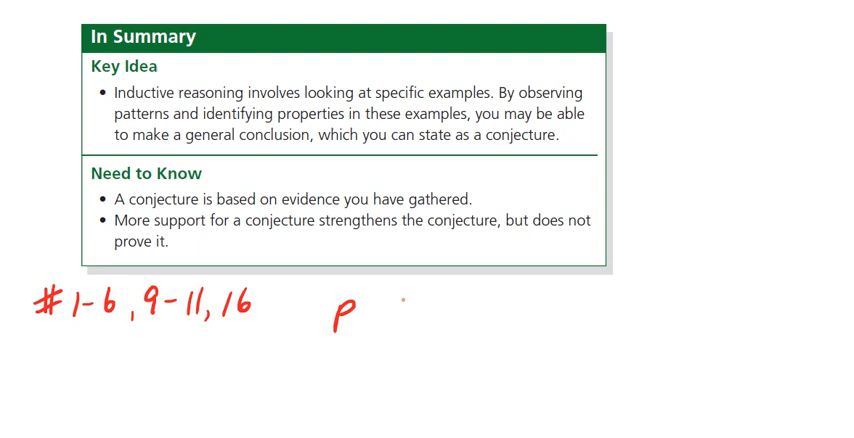 In Summary
Key Idea
• Inductive reasoning involves looking at specific examples. By observing
patterns and identifying properties in these examples, you may be able
to make a general conclusion, which you can state as a conjecture.
Need to Know
• A conjecture is based on evidence you have gathered.
• More support for a conjecture strengthens the conjecture, but does not
prove it.
# 1-6, 9-11, 16 p